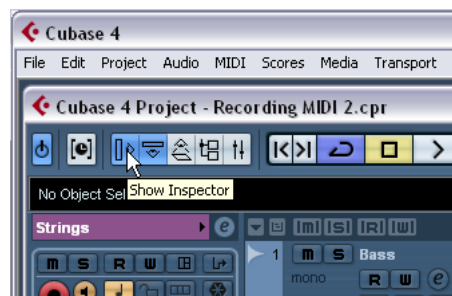 Cubase 4
File Edit Project Audio MIDI Scores Media Transport
Cubase 4 Project - Recording MIDI 2.cpr
No Object Sel
Show Inspector
Strings e m S R W
1 m S Bass
m S R W
mono R W e